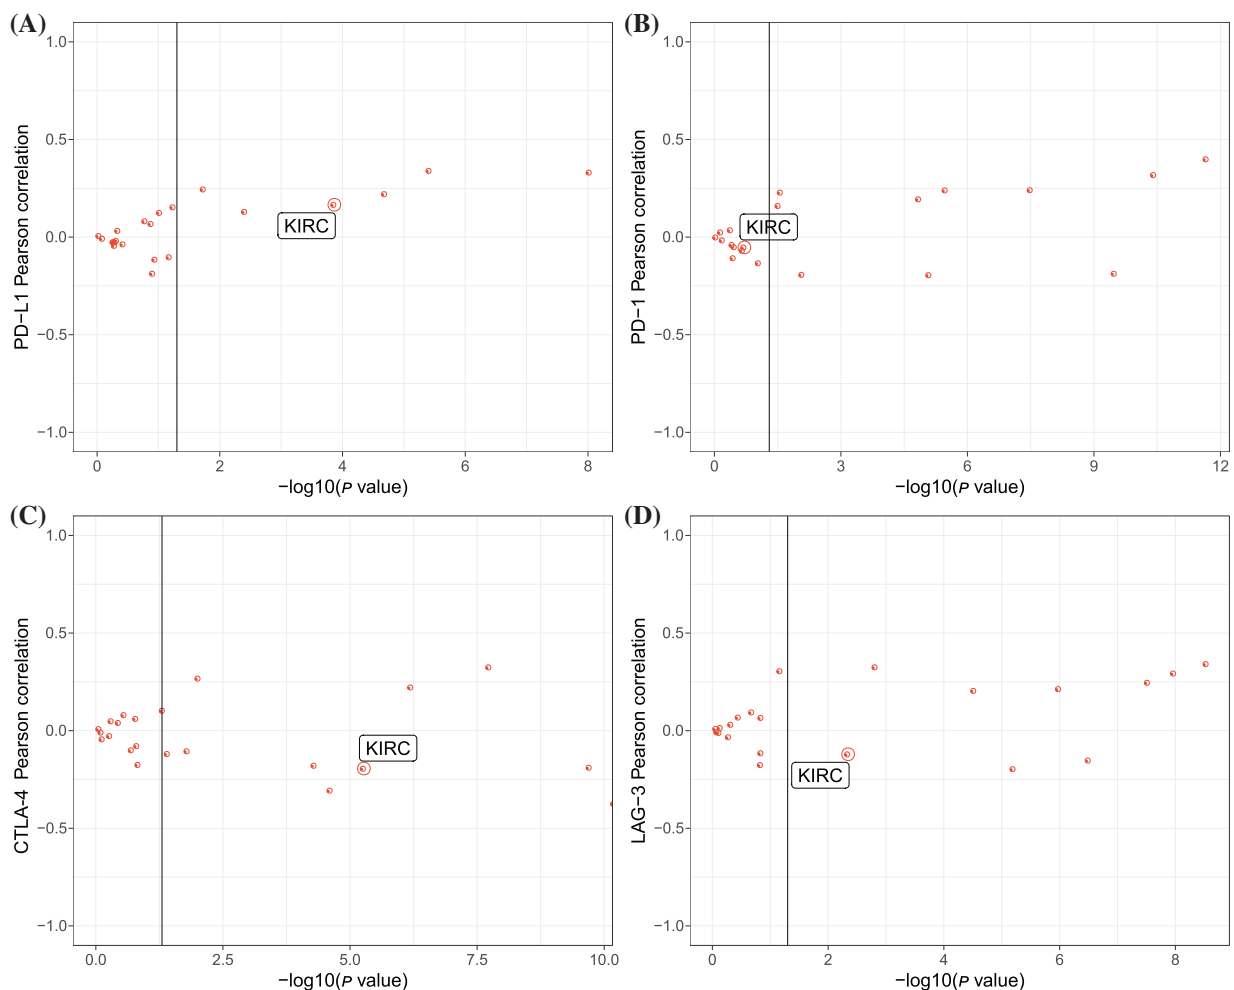 (A)
1.0
0.5
0.0
−0.5
−1.0
PD−L1 Pearson correlation
KIRC
0 2 4 6 8
−log10(P value)
(B)
1.0
0.5
0.0
−0.5
−1.0
PD−1 Pearson correlation
KIRC
0 3 6 9 12
−log10(P value)
(C)
1.0
0.5
0.0
−0.5
−1.0
CTLA-4 Pearson correlation
KIRC
0.0 2.5 5.0 7.5 10.0
−log10(P value)
(D)
1.0
0.5
0.0
−0.5
−1.0
LAG−3 Pearson correlation
KIRC
0 2 4 6 8
−log10(P value)